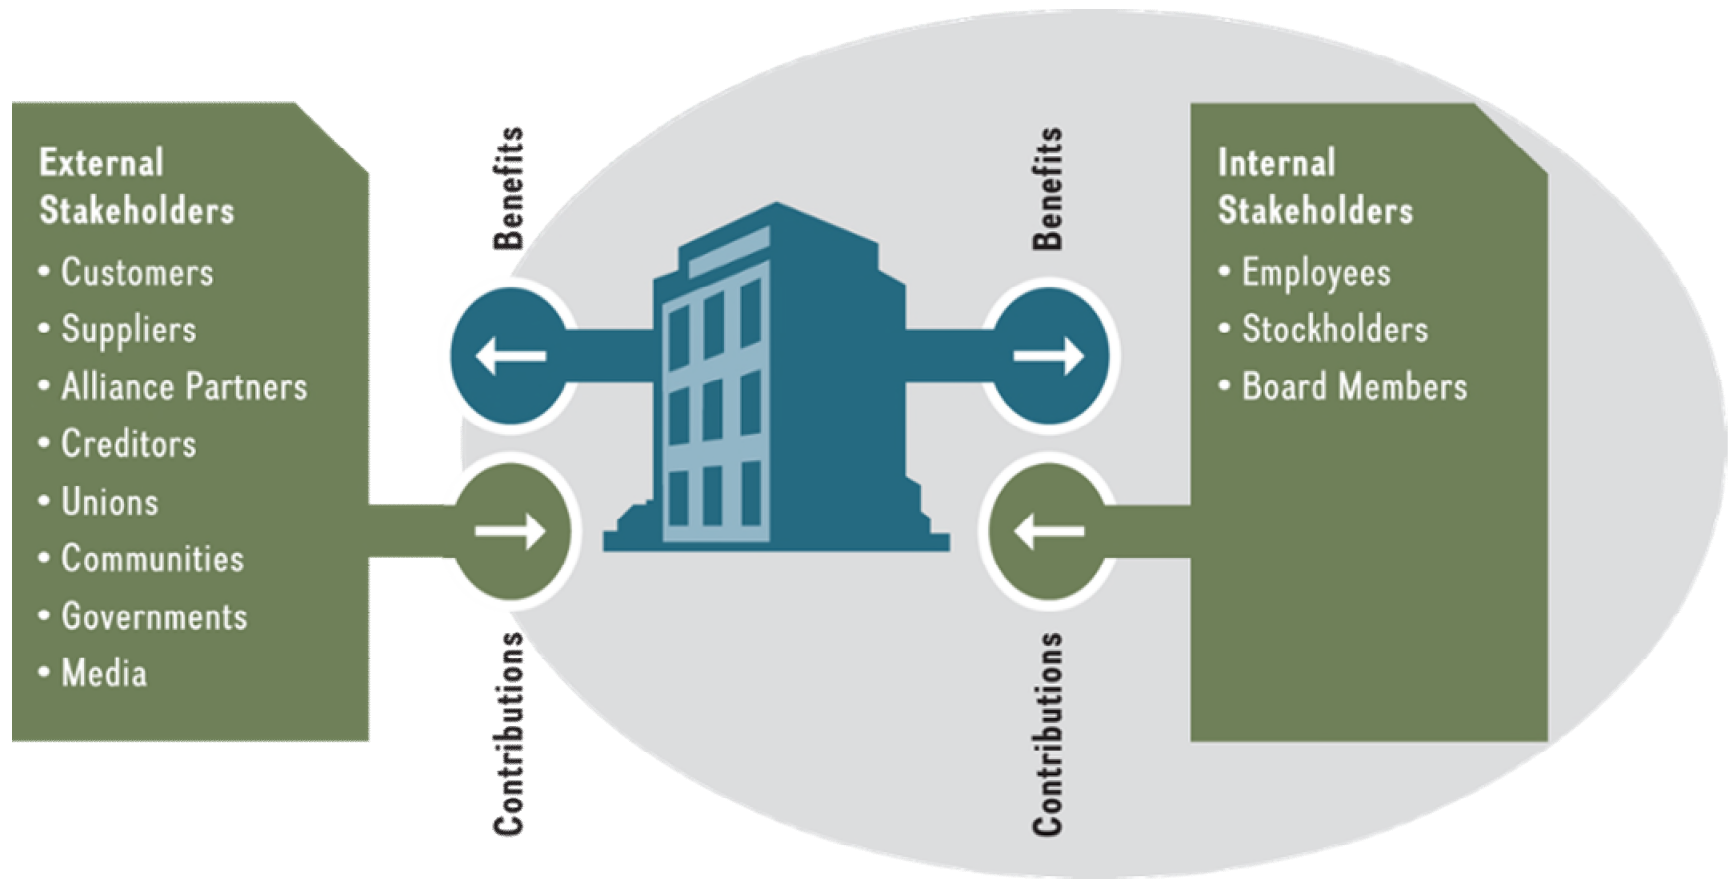 External
Stakeholders
• Customers
• Suppliers
• Alliance Partners
• Creditors
• Unions
• Communities
• Governments
• Media
Benefits
Contributions
Benefits
Contributions
Internal
Stakeholders
• Employees
• Stockholders
• Board Members